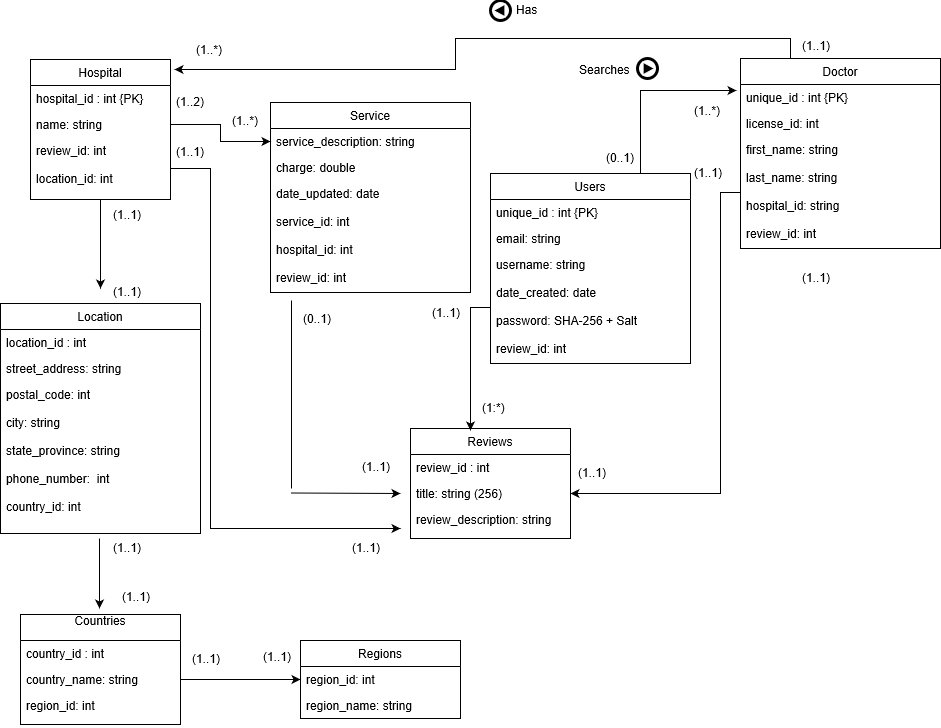 Has
(1..*)
(1..1)
Searches
Hospital
hospital_id : int {PK}
name: string
review_id: int
location_id: int
(1..2)
(1..*)
(1..1)
(1..1)
Service
service_description: string
charge: double
date_updated: date
service_id: int
hospital_id: int
review_id: int
(0..1)
Doctor
unique_id : int {PK}
license_id: int
first_name: string
last_name: string
hospital_id: string
review_id: int
(1..*)
(0..1)
(1..1)
(1..1)
Users
unique_id : int {PK}
email: string
username: string
date_created: date
password: SHA-256 + Salt
review_id: int
(1..1)
(1:*)
(1..1)
Location
location_id : int
street_address: string
postal_code: int
city: string
state_province: string
phone_number:  int
country_id: int
(1..1)
Reviews
review_id : int
title: string (256)
review_description: string
(1..1)
(1..1)
(1..1)
(1..1)
Countries
country_id : int
country_name: string
region_id: int
(1..1)
(1..1)
Regions
region_id: int
region_name: string